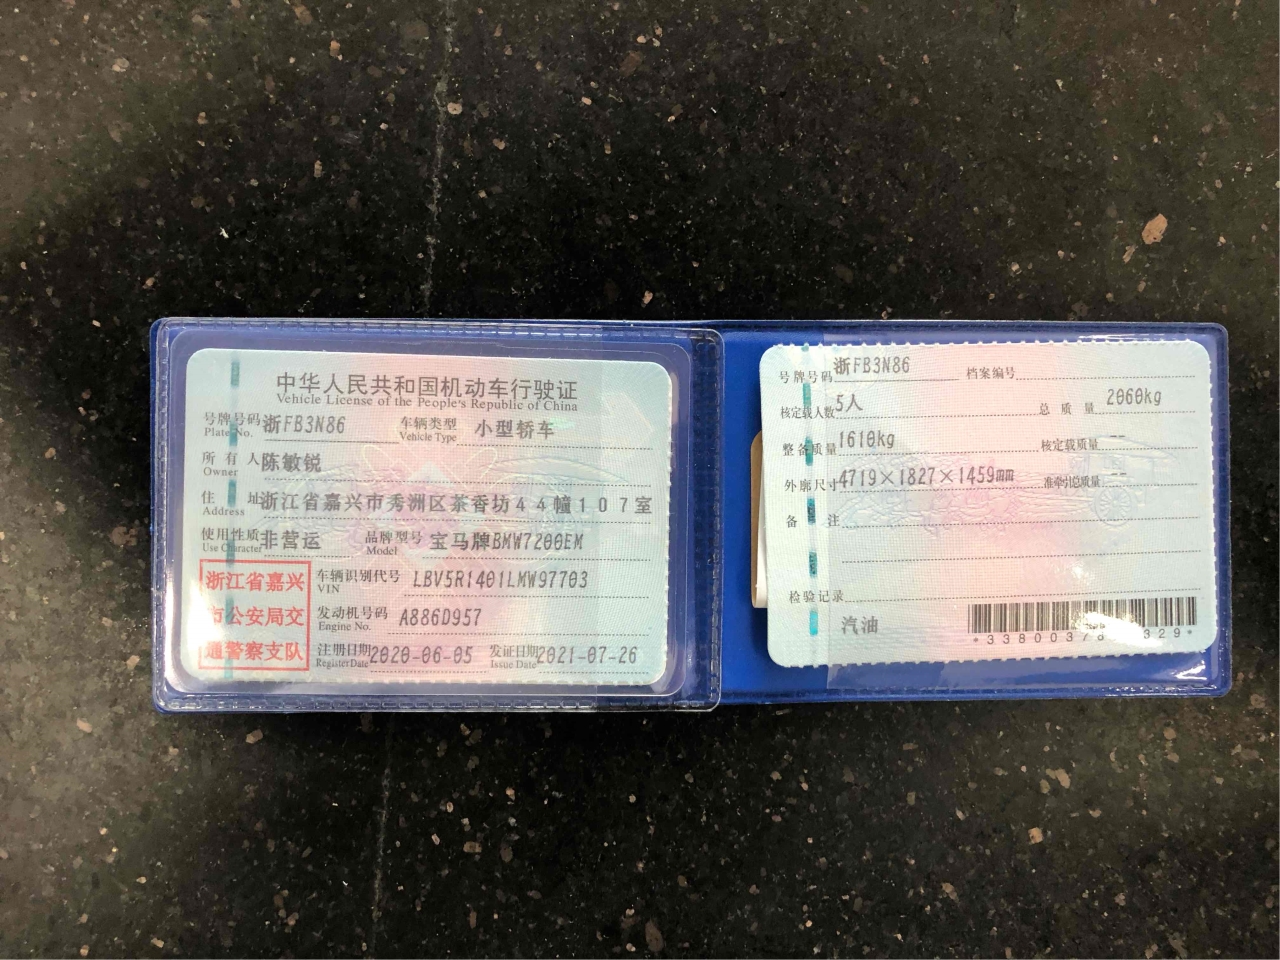 中华人民共和国机动车行驶证
Vehicle License of the People's Republic of China
号牌号码 浙FB3N86 车辆类型 小型轿车
Plate No. Vehicle Type
所有人 陈敏锐
Owner
住址 浙江省嘉兴市秀洲区茶香坊44幢107室
Address
使用性质 非营运 品牌型号 宝马牌BMW7200EM
Use Character Model
浙江省嘉兴
市公安局交
通警察支队
车辆识别代号 LBV5R1401LMW97703
VIN
发动机号码 A886D957
Engine No.
注册日期 2020-06-05 发证日期 2021-07-26
Register Date Issue Date
号牌号码 浙FB3N86 档案编号
核定载人数 5人 总质量 2060kg
整备质量 1610kg 核定载质量 --
外廓尺寸 4719×1827×1459mm 准牵引总质量 --
备注
检验记录
汽油